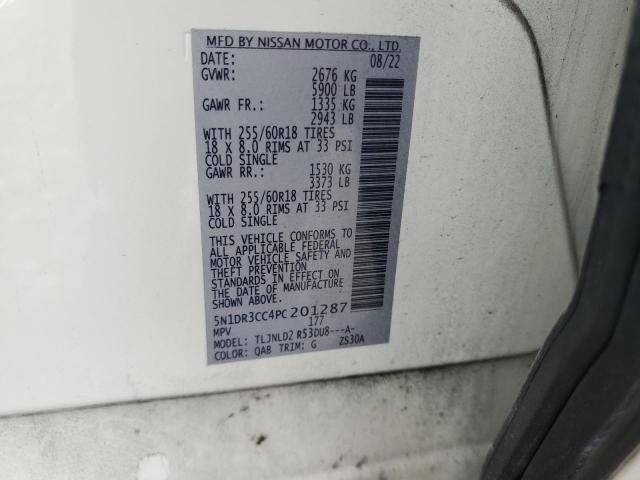 MFD BY NISSAN MOTOR CO., LTD.
DATE: 08/22
GVWR: 2676 KG
5900 LB
GAWR FR.: 1335 KG
2943 LB
WITH 255/60R18 TIRES
18 X 8.0 RIMS AT 33 PSI
COLD SINGLE
GAWR RR.: 1530 KG
3373 LB
WITH 255/60R18 TIRES
18 X 8.0 RIMS AT 33 PSI
COLD SINGLE
THIS VEHICLE CONFORMS TO
ALL APPLICABLE FEDERAL
MOTOR VEHICLE SAFETY AND
THEFT PREVENTION
STANDARDS IN EFFECT ON
THE DATE OF MANUFACTURE
SHOWN ABOVE.
5N1DR3CC4PC201287
MPV 177
MODEL: TLJNLD2 R53DU8---A-
COLOR: QAB TRIM: G ZS30A